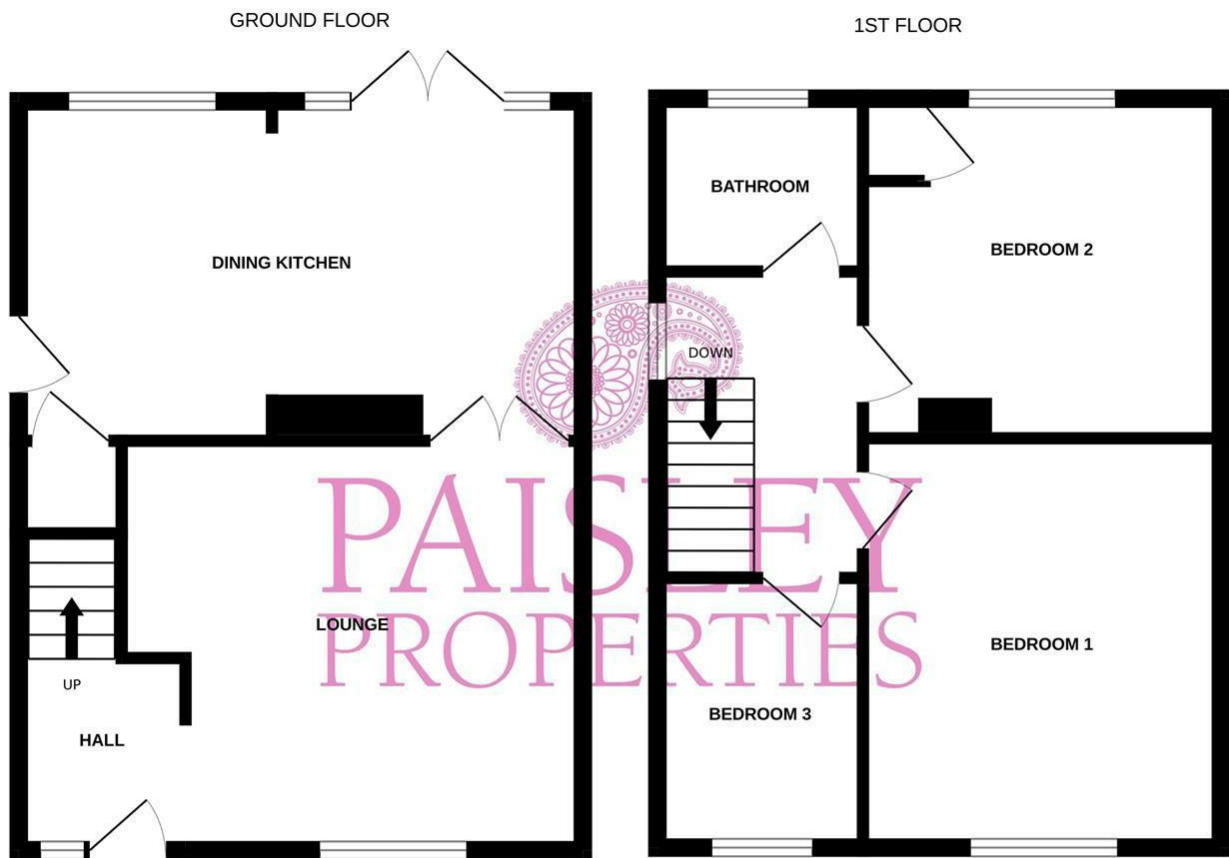 GROUND FLOOR
DINING KITCHEN
LOUNGE
UP
HALL
1ST FLOOR
BATHROOM
BEDROOM 2
DOWN
BEDROOM 1
BEDROOM 3
PAISLEY
PROPERTIES